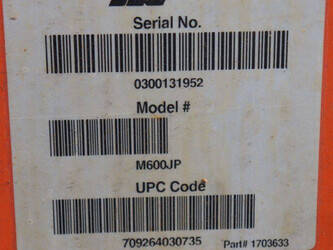 Serial No.
0300131952
Model #
M600JP
UPC Code
709264030735
Part# 1703633